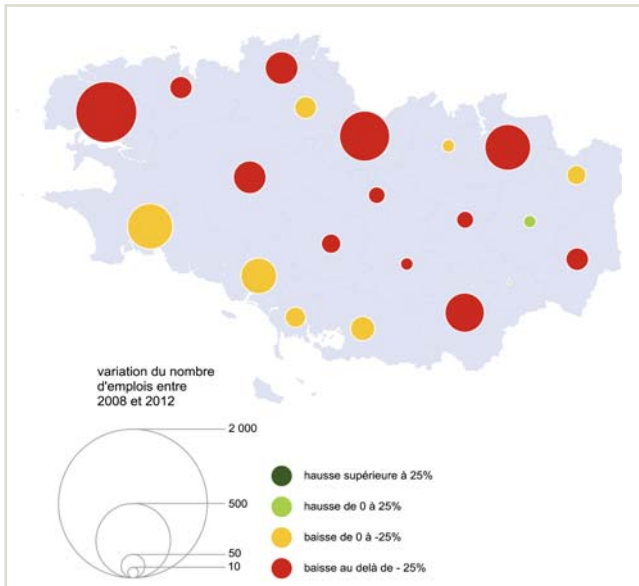 variation du nombre
d'emplois entre
2008 et 2012
2 000
500
50
10
hausse supérieure à 25%
hausse de 0 à 25%
baisse de 0 à -25%
baisse au delà de - 25%